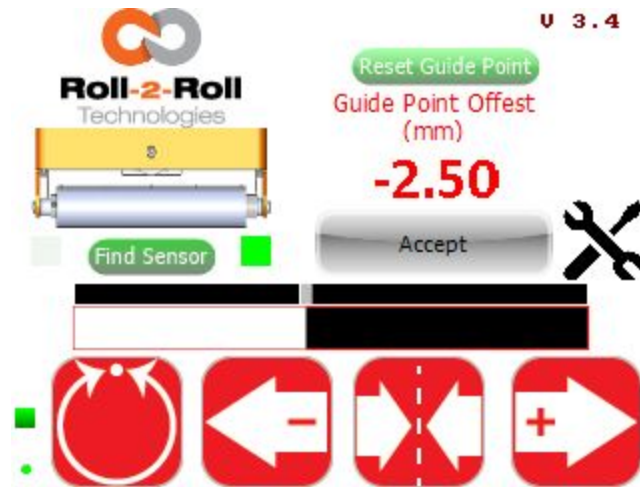 V 3.4
Roll-2-Roll
Technologies
Reset Guide Point
Guide Point Offest
(mm)
-2.50
Accept
Find Sensor
−
+